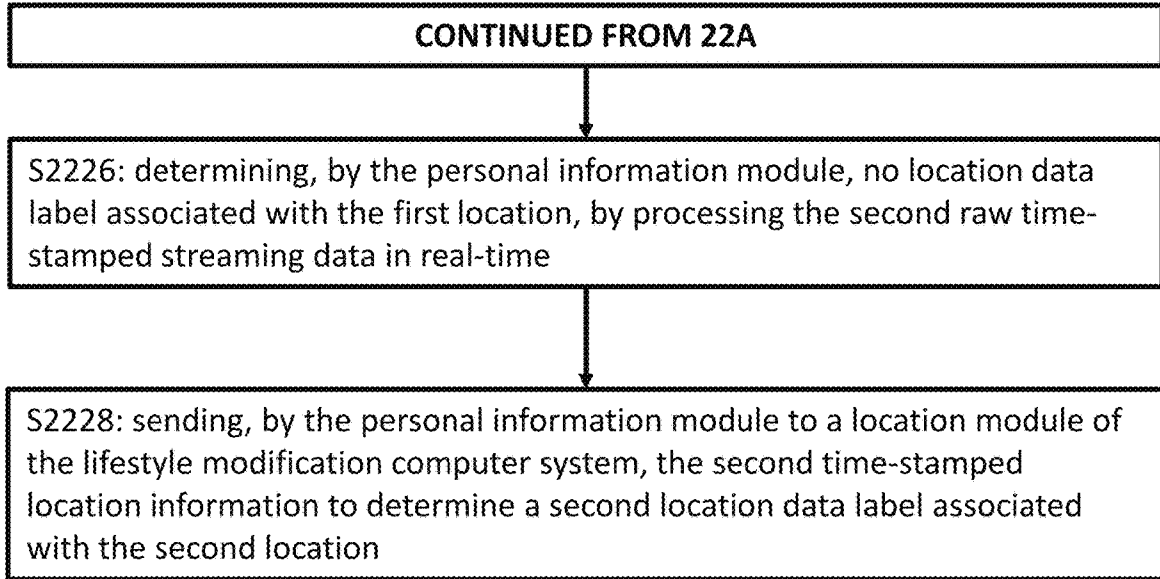 CONTINUED FROM 22A
S2226: determining, by the personal information module, no location data
label associated with the first location, by processing the second raw time-
stamped streaming data in real-time
S2228: sending, by the personal information module to a location module of
the lifestyle modification computer system, the second time-stamped
location information to determine a second location data label associated
with the second location